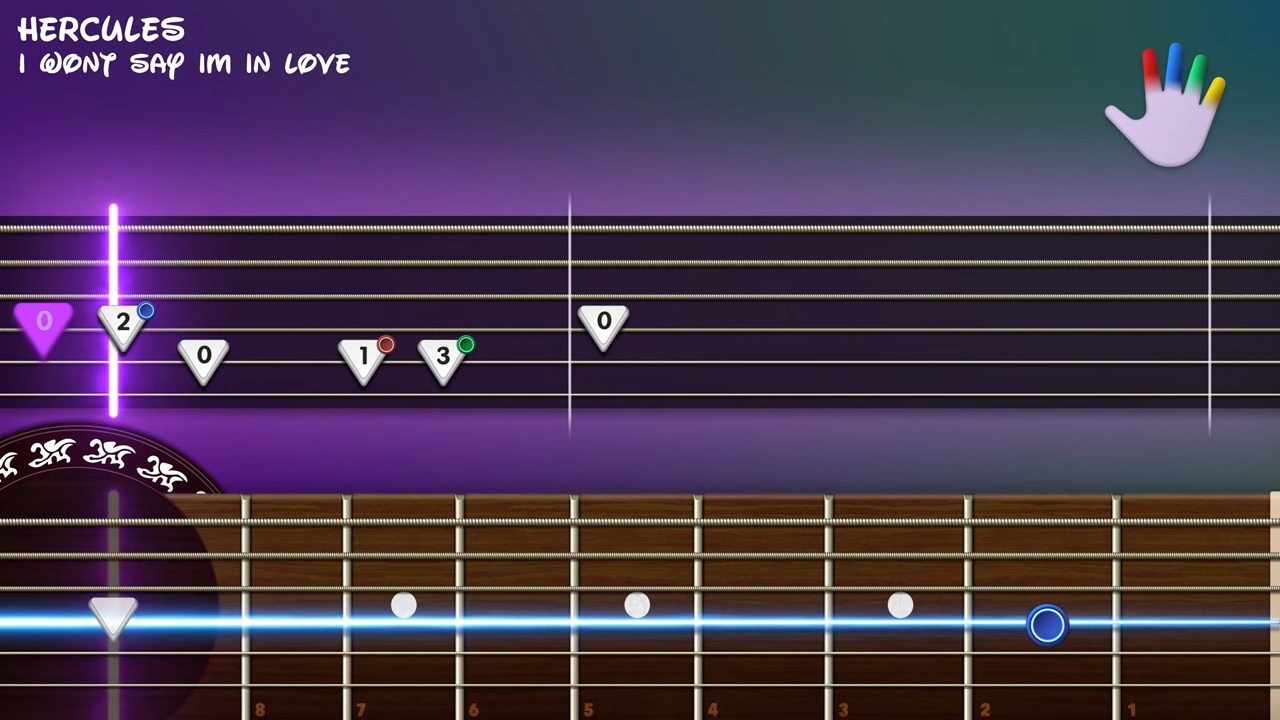 HERCULES
I WONT SAY IM IN LOVE
0 2 0 1 3 0
8 7 6 5 4 3 2 1